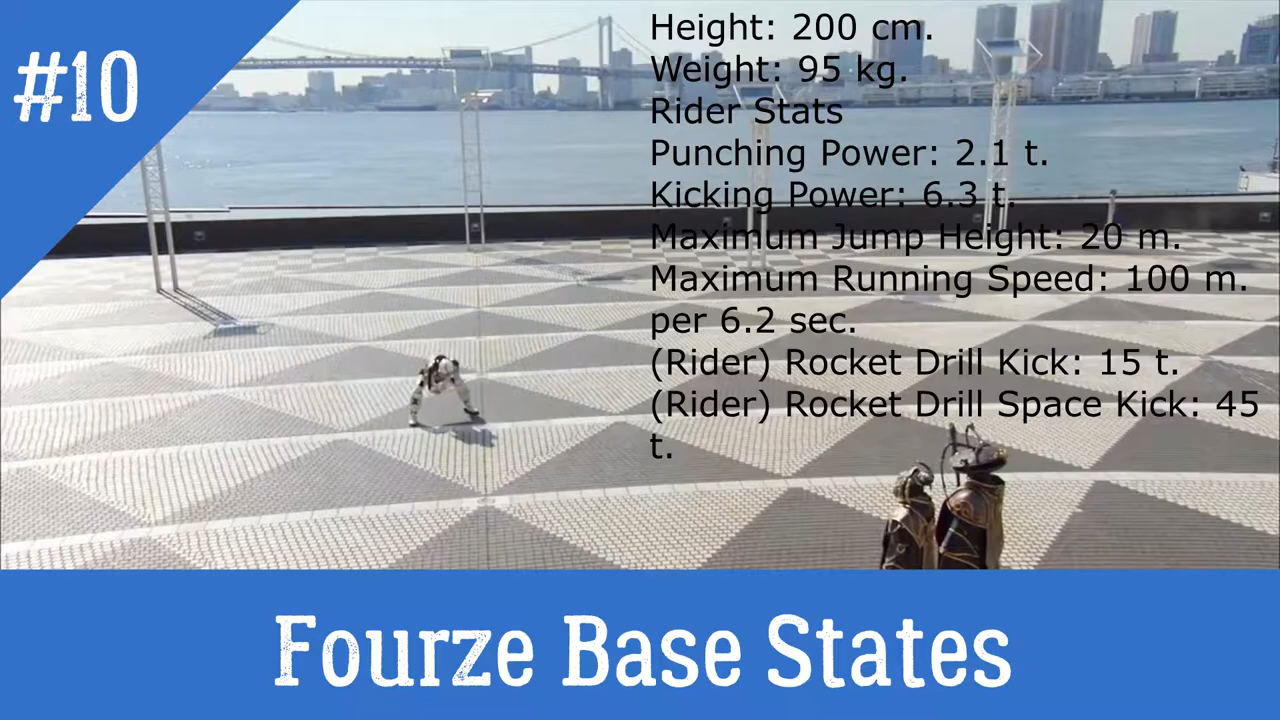 #10
Height: 200 cm.
Weight: 95 kg.
Rider Stats
Punching Power: 2.1 t.
Kicking Power: 6.3 t.
Maximum Jump Height: 20 m.
Maximum Running Speed: 100 m.
per 6.2 sec.
(Rider) Rocket Drill Kick: 15 t.
(Rider) Rocket Drill Space Kick: 45
t.
Fourze Base States